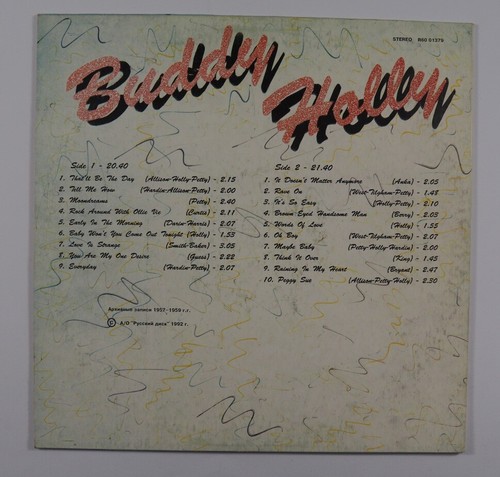 STEREO R60 01379
Buddy
Holly
Side 1 - 20.40
1. That'll Be The Day (Allison-Holly-Petty) - 2.15
2. Tell Me How (Hardin-Allison-Petty) - 2.00
3. Moondreams (Petty) - 2.40
4. Rock Around With Ollie Vie (Curtis) - 2.11
5. Early In The Morning (Darin-Harris) - 2.07
6. Baby Won't You Come Out Tonight (Holly) - 1.53
7. Love Is Strange (Smith-Baker) - 3.05
8. You Are My One Desire (Guess) - 2.22
9. Everyday (Hardin-Petty) - 2.07
Side 2 - 21.40
1. It Doesn't Matter Anymore (Anka) - 2.05
2. Rave On (West-Tilgham-Petty) - 1.48
3. It's So Easy (Holly-Petty) - 2.10
4. Brown Eyed Handsome Man (Berry) - 2.03
5. Words Of Love (Holly) - 1.55
6. Oh Boy (West-Tilgham-Petty) - 2.07
7. Maybe Baby (Petty-Holly-Hardin) - 2.00
8. Think It Over (King) - 1.45
9. Raining In My Heart (Bryant) - 2.47
10. Peggy Sue (Allison-Petty-Holly) - 2.30
Архивные записи 1957-1959 г.г.
© А/О "Русский диск" 1992 г.